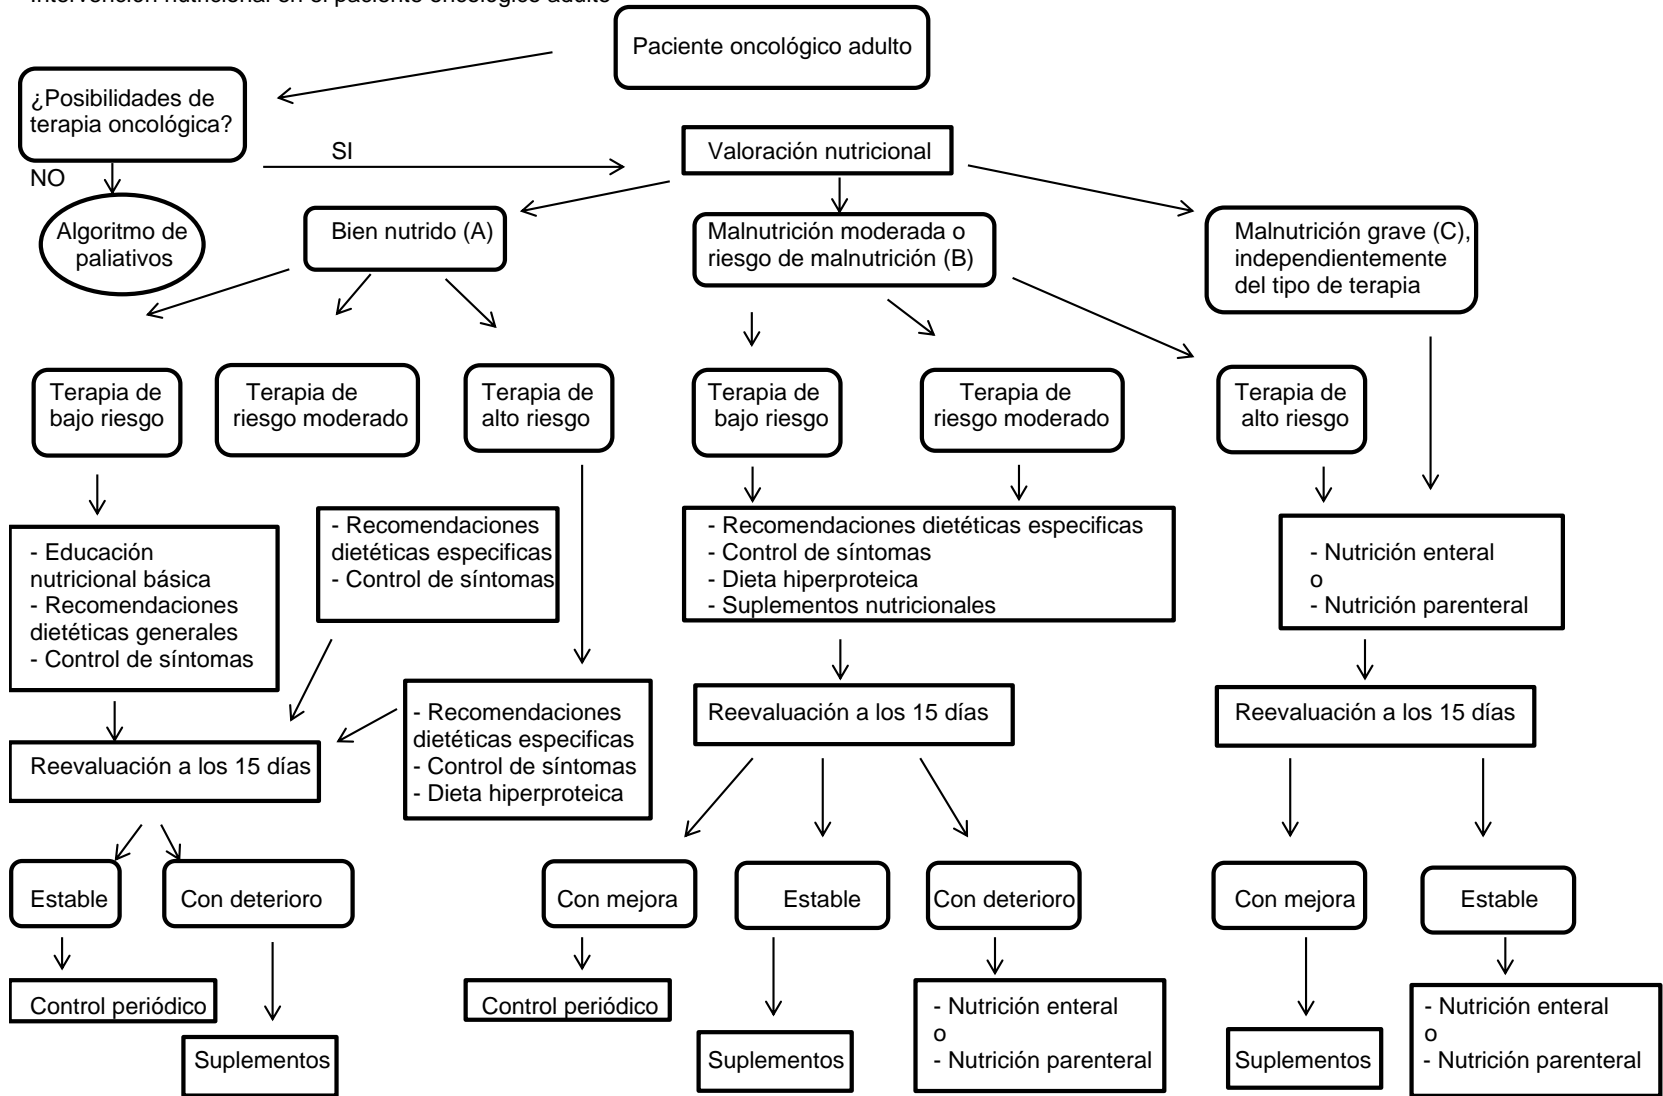 Intervención nutricional en el paciente oncológico adulto
Paciente oncológico adulto
¿Posibilidades de
terapia oncológica?
SI
NO
Valoración nutricional
Algoritmo de
paliativos
Bien nutrido (A)
Malnutrición moderada o
riesgo de malnutrición (B)
Malnutrición grave (C),
independientemente
del tipo de terapia
Terapia de
bajo riesgo
Terapia de
riesgo moderado
Terapia de
alto riesgo
Terapia de
bajo riesgo
Terapia de
riesgo moderado
Terapia de
alto riesgo
- Educación
nutricional básica
- Recomendaciones
dietéticas generales
- Control de síntomas
- Recomendaciones
dietéticas especificas
- Control de síntomas
- Recomendaciones
dietéticas especificas
- Control de síntomas
- Dieta hiperproteica
- Recomendaciones dietéticas especificas
- Control de síntomas
- Dieta hiperproteica
- Suplementos nutricionales
- Nutrición enteral
o
- Nutrición parenteral
Reevaluación a los 15 días
Reevaluación a los 15 días
Reevaluación a los 15 días
Estable
Con deterioro
Con mejora
Estable
Con deterioro
Con mejora
Estable
Control periódico
Suplementos
Control periódico
Suplementos
- Nutrición enteral
o
- Nutrición parenteral
Suplementos
- Nutrición enteral
o
- Nutrición parenteral